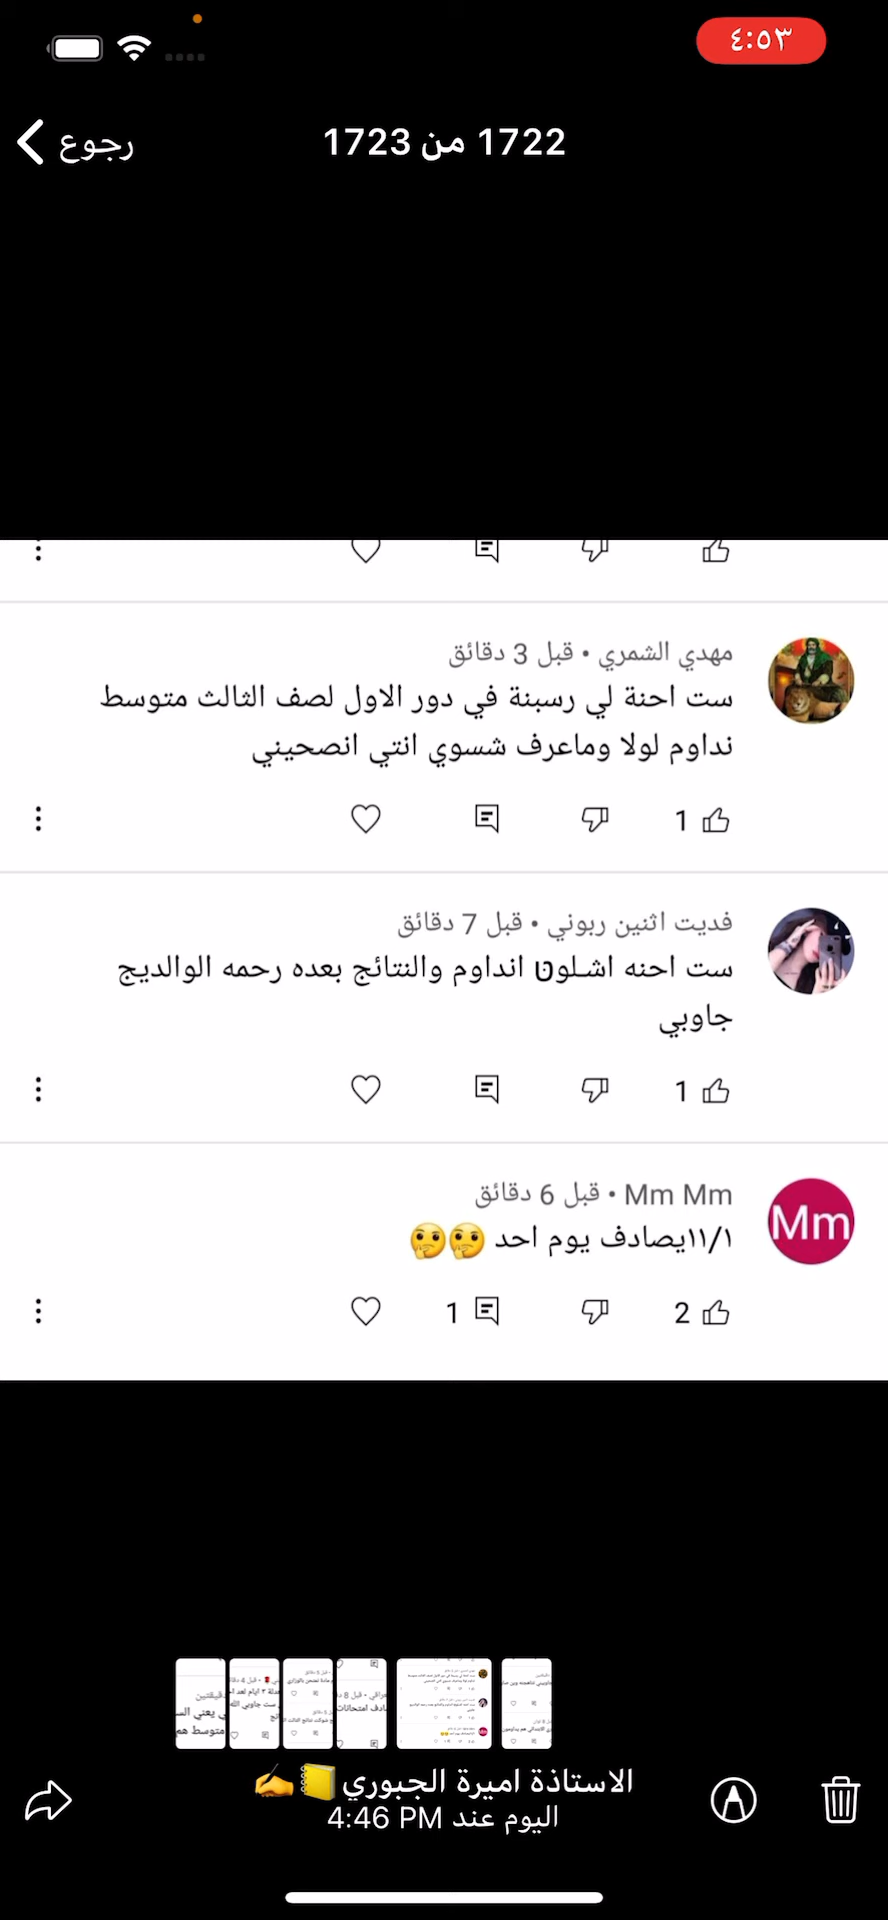 ٤:٥٣
رجوع
1722 من 1723
مهدي الشمري • قبل 3 دقائق
ست احنة لي رسبنة في دور الاول لصف الثالث متوسط
نداوم لولا وماعرف شسوي انتي انصحيني
1
فديت اثنين ربوني • قبل 7 دقائق
ست احنه اشـلون انداوم والنتائج بعده رحمه الوالديج
جاوبي
1
Mm
Mm Mm • قبل 6 دقائق
١١/١يصادف يوم احد 🤔🤔
1
2
الاستاذة اميرة الجبوري📒✍️
اليوم عند 4:46 PM